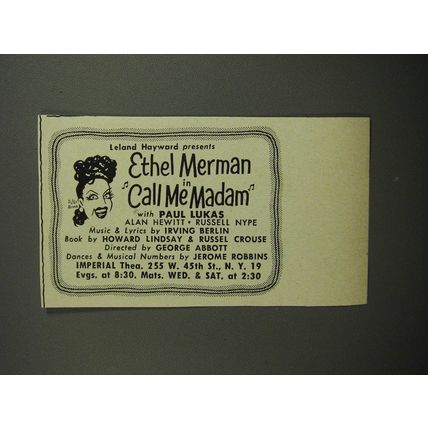 Leland Hayward presents
Ethel Merman
in
"Call Me Madam"
with PAUL LUKAS
ALAN HEWITT • RUSSELL NYPE
Music & Lyrics by IRVING BERLIN
Book by HOWARD LINDSAY & RUSSEL CROUSE
Directed by GEORGE ABBOTT
Dances & Musical Numbers by JEROME ROBBINS
IMPERIAL Thea. 255 W. 45th St., N. Y. 19
Evgs. at 8:30. Mats. WED. & SAT. at 2:30